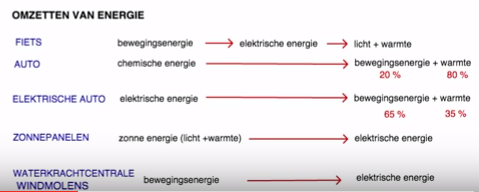 OMZETTEN VAN ENERGIE
FIETS bewegingsenergie elektrische energie licht + warmte
AUTO chemische energie bewegingsenergie + warmte
20 % 80 %
ELEKTRISCHE AUTO elektrische energie bewegingsenergie + warmte
65 % 35 %
ZONNEPANELEN zonne energie (licht +warmte) elektrische energie
WATERKRACHTCENTRALE bewegingsenergie elektrische energie
WINDMOLENS